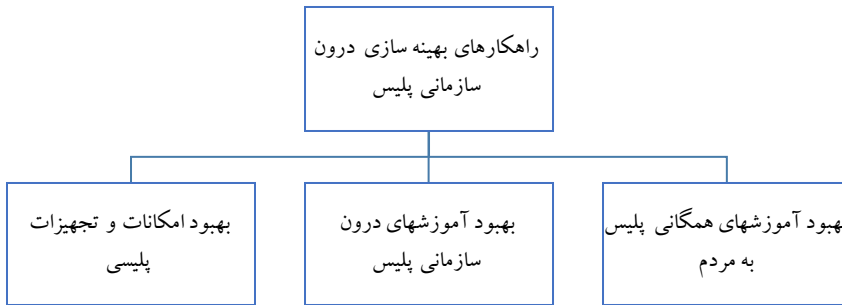 راهکارهای بهینه سازی درون
سازمانی پلیس
بهبود آموزشهای همگانی پلیس
به مردم
بهبود آموزشهای درون
سازمانی پلیس
بهبود امکانات و تجهیزات
پلیسی